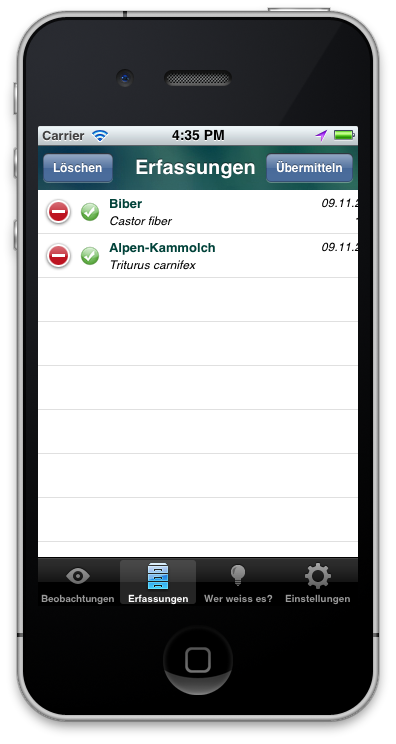 Carrier 4:35 PM
Löschen Erfassungen Übermitteln
Biber 09.11.2
Castor fiber
Alpen-Kammolch 09.11.2
Triturus carnifex
Beobachtungen Erfassungen Wer weiss es? Einstellungen